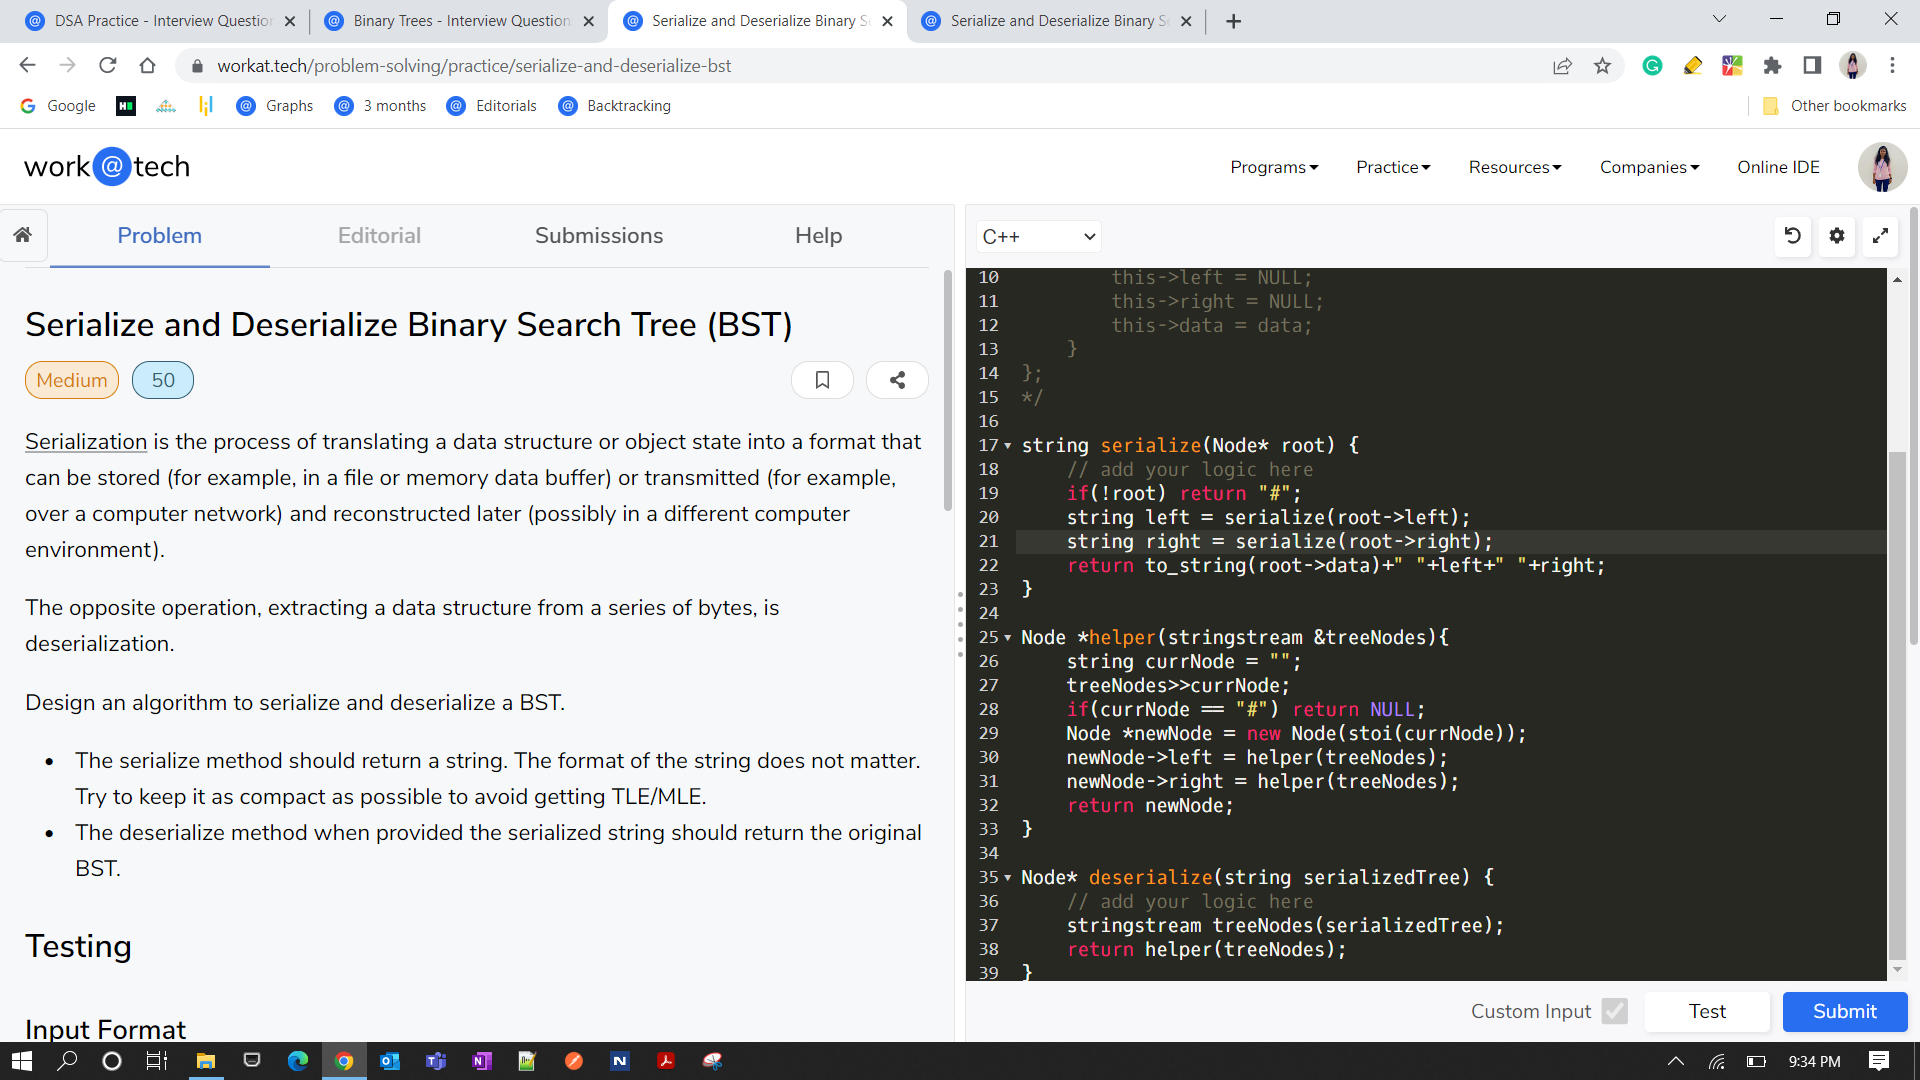 DSA Practice - Interview Question
Binary Trees - Interview Question
Serialize and Deserialize Binary Se
Serialize and Deserialize Binary Se
workat.tech/problem-solving/practice/serialize-and-deserialize-bst
Google
Graphs
3 months
Editorials
Backtracking
Other bookmarks
work@tech
Programs
Practice
Resources
Companies
Online IDE
Problem
Editorial
Submissions
Help
Serialize and Deserialize Binary Search Tree (BST)
Medium
50
Serialization is the process of translating a data structure or object state into a format that
can be stored (for example, in a file or memory data buffer) or transmitted (for example,
over a computer network) and reconstructed later (possibly in a different computer
environment).
The opposite operation, extracting a data structure from a series of bytes, is
deserialization.
Design an algorithm to serialize and deserialize a BST.
• The serialize method should return a string. The format of the string does not matter.
Try to keep it as compact as possible to avoid getting TLE/MLE.
• The deserialize method when provided the serialized string should return the original
BST.
Testing
Input Format
C++
10         this->left = NULL;
11         this->right = NULL;
12         this->data = data;
13     }
14 };
15 */
16
17 string serialize(Node* root) {
18     // add your logic here
19     if(!root) return "#";
20     string left = serialize(root->left);
21     string right = serialize(root->right);
22     return to_string(root->data)+" "+left+" "+right;
23 }
24
25 Node *helper(stringstream &treeNodes){
26     string currNode = "";
27     treeNodes>>currNode;
28     if(currNode == "#") return NULL;
29     Node *newNode = new Node(stoi(currNode));
30     newNode->left = helper(treeNodes);
31     newNode->right = helper(treeNodes);
32     return newNode;
33 }
34
35 Node* deserialize(string serializedTree) {
36     // add your logic here
37     stringstream treeNodes(serializedTree);
38     return helper(treeNodes);
39 }
Custom Input
Test
Submit
9:34 PM